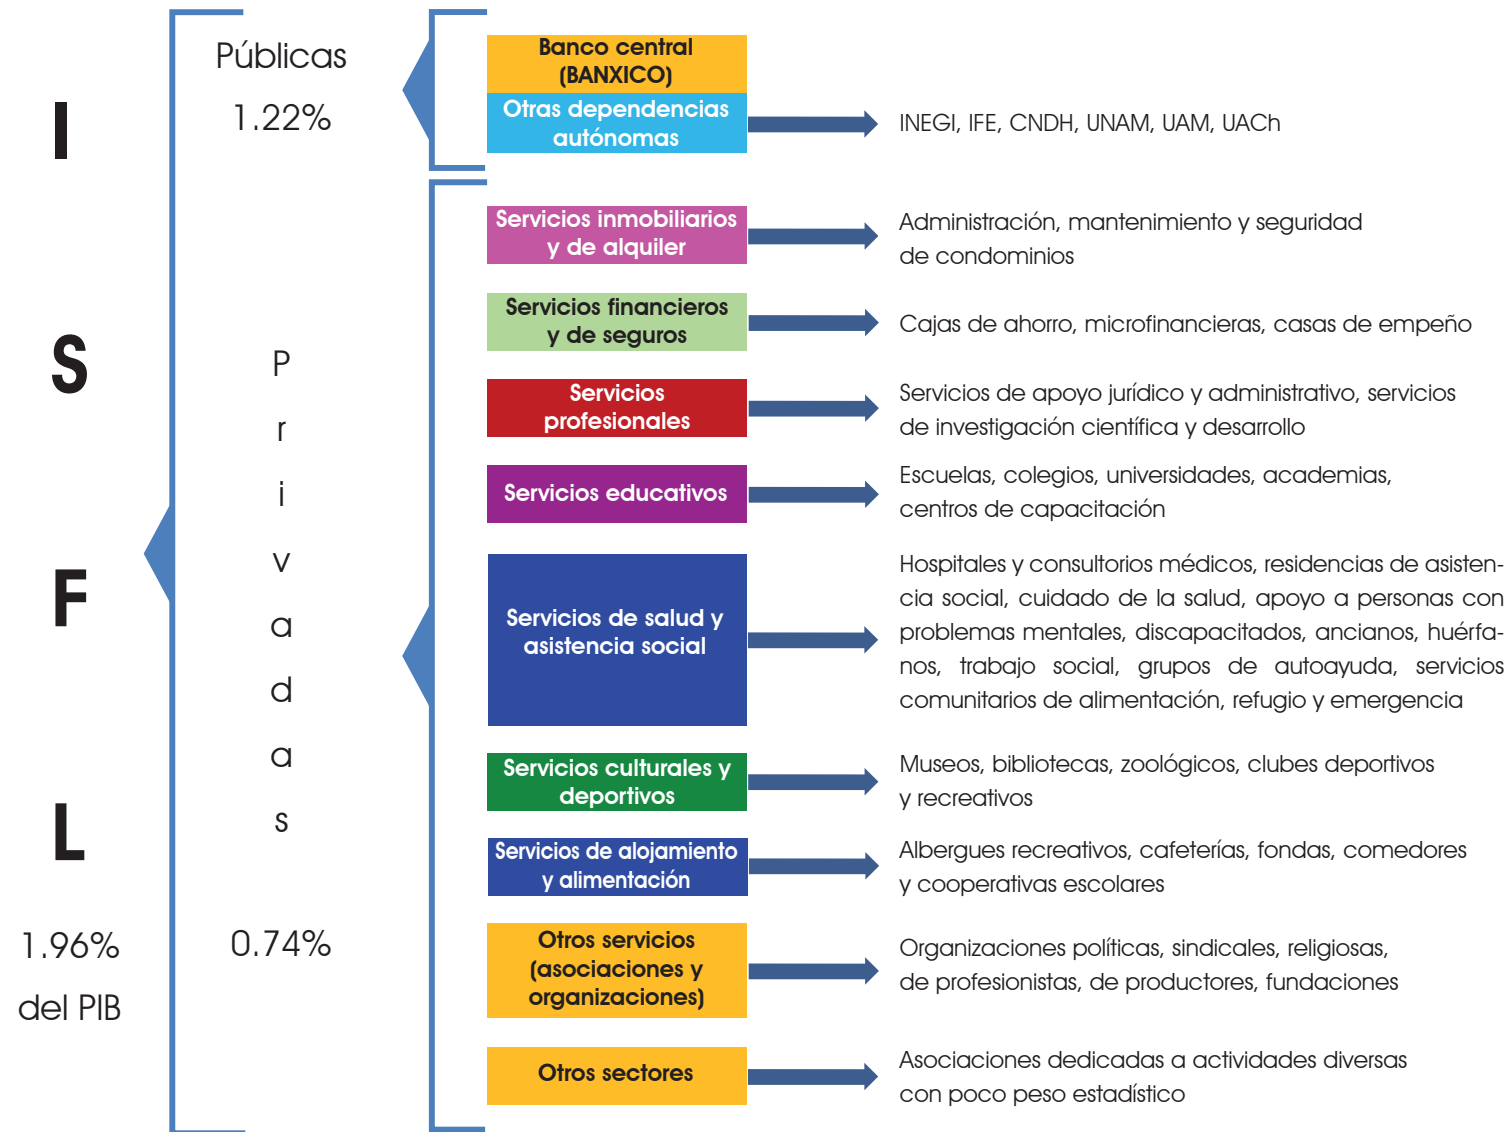 I
S
F
L
1.96%
del PIB
Públicas
1.22%
P
r
i
v
a
d
a
s
0.74%
Banco central
(BANXICO)
Otras dependencias
autónomas
INEGI, IFE, CNDH, UNAM, UAM, UACh
Servicios inmobiliarios
y de alquiler
Administración, mantenimiento y seguridad
de condominios
Servicios financieros
y de seguros
Cajas de ahorro, microfinancieras, casas de empeño
Servicios
profesionales
Servicios de apoyo jurídico y administrativo, servicios
de investigación científica y desarrollo
Servicios educativos
Escuelas, colegios, universidades, academias,
centros de capacitación
Servicios de salud y
asistencia social
Hospitales y consultorios médicos, residencias de asisten-
cia social, cuidado de la salud, apoyo a personas con
problemas mentales, discapacitados, ancianos, huérfa-
nos, trabajo social, grupos de autoayuda, servicios
comunitarios de alimentación, refugio y emergencia
Servicios culturales y
deportivos
Museos, bibliotecas, zoológicos, clubes deportivos
y recreativos
Servicios de alojamiento
y alimentación
Albergues recreativos, cafeterías, fondas, comedores
y cooperativas escolares
Otros servicios
(asociaciones y
organizaciones)
Organizaciones políticas, sindicales, religiosas,
de profesionistas, de productores, fundaciones
Otros sectores
Asociaciones dedicadas a actividades diversas
con poco peso estadístico